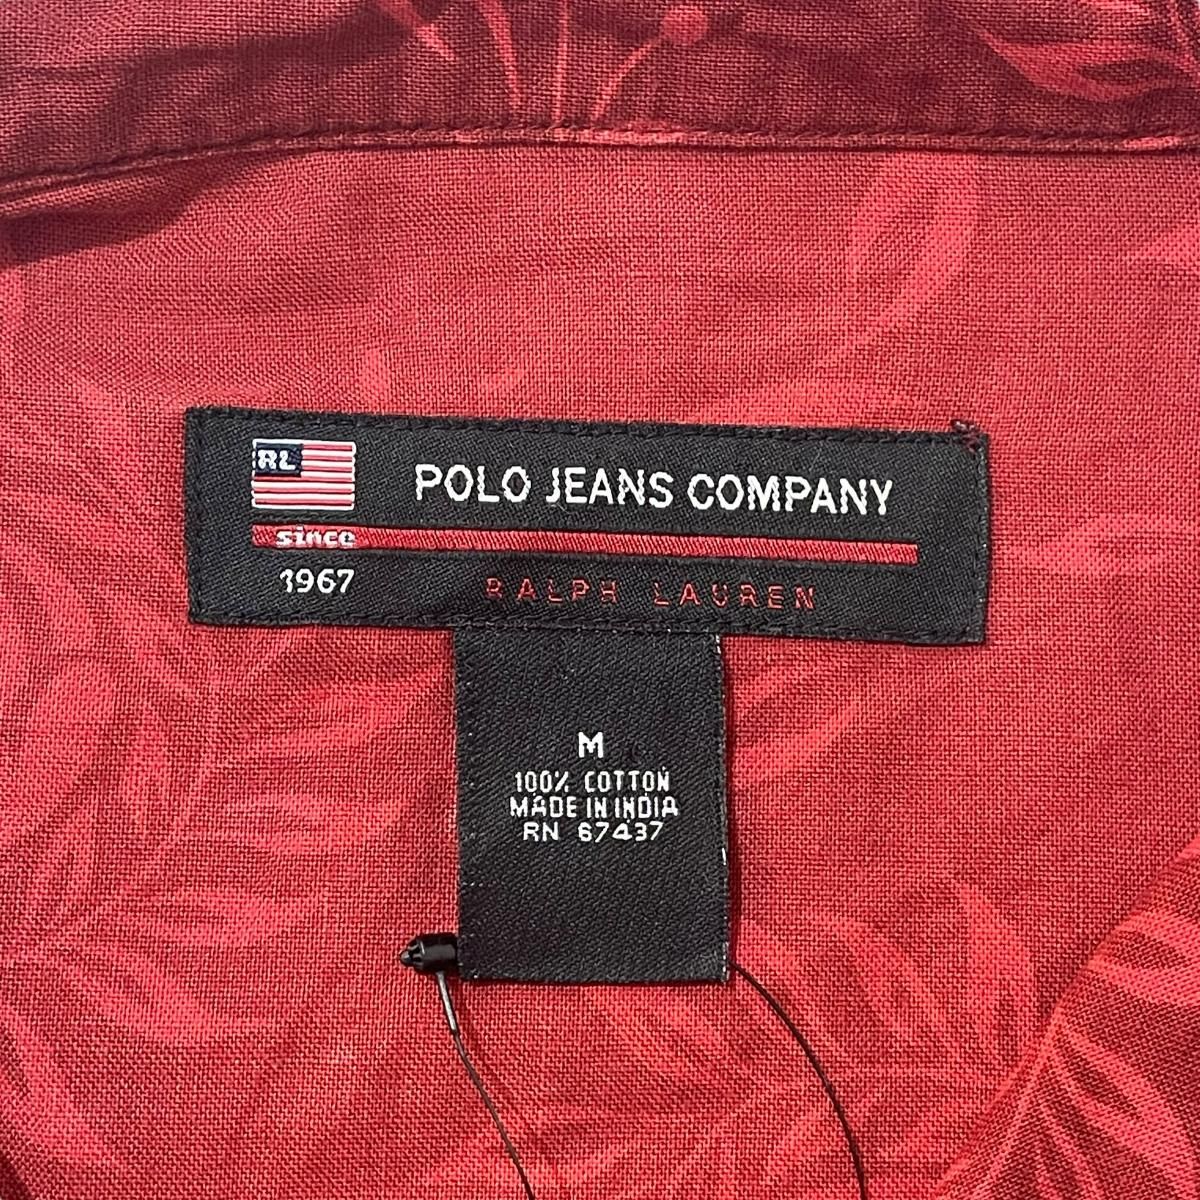 RL
POLO JEANS COMPANY
since
1967
RALPH LAUREN
M
100% COTTON
MADE IN INDIA
RN 67437